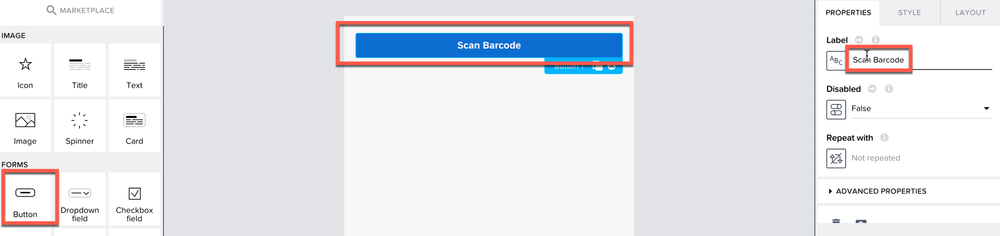 MARKETPLACE
IMAGE
Icon
Title
Text
Image
Spinner
Card
FORMS
Button
Dropdown
field
Checkbox
field
Scan Barcode
Button 1
PROPERTIES
STYLE
LAYOUT
Label
ABC
Scan Barcode
Disabled
False
Repeat with
Not repeated
ADVANCED PROPERTIES